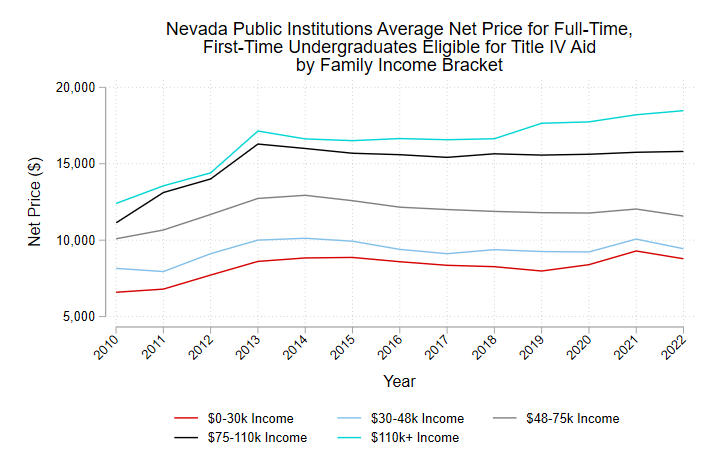 Nevada Public Institutions Average Net Price for Full-Time,
First-Time Undergraduates Eligible for Title IV Aid
by Family Income Bracket
Net Price ($)
20,000
15,000
10,000
5,000
2010 2011 2012 2013 2014 2015 2016 2017 2018 2019 2020 2021 2022
Year
$0-30k Income $30-48k Income $48-75k Income
$75-110k Income $110k+ Income